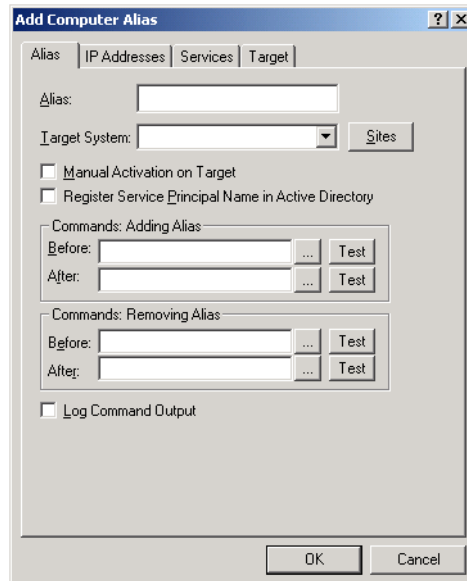 Add Computer Alias ? X
Alias IP Addresses Services Target
Alias:
Target System: Sites
Manual Activation on Target
Register Service Principal Name in Active Directory
Commands: Adding Alias
Before: ... Test
After: ... Test
Commands: Removing Alias
Before: ... Test
After: ... Test
Log Command Output
OK Cancel